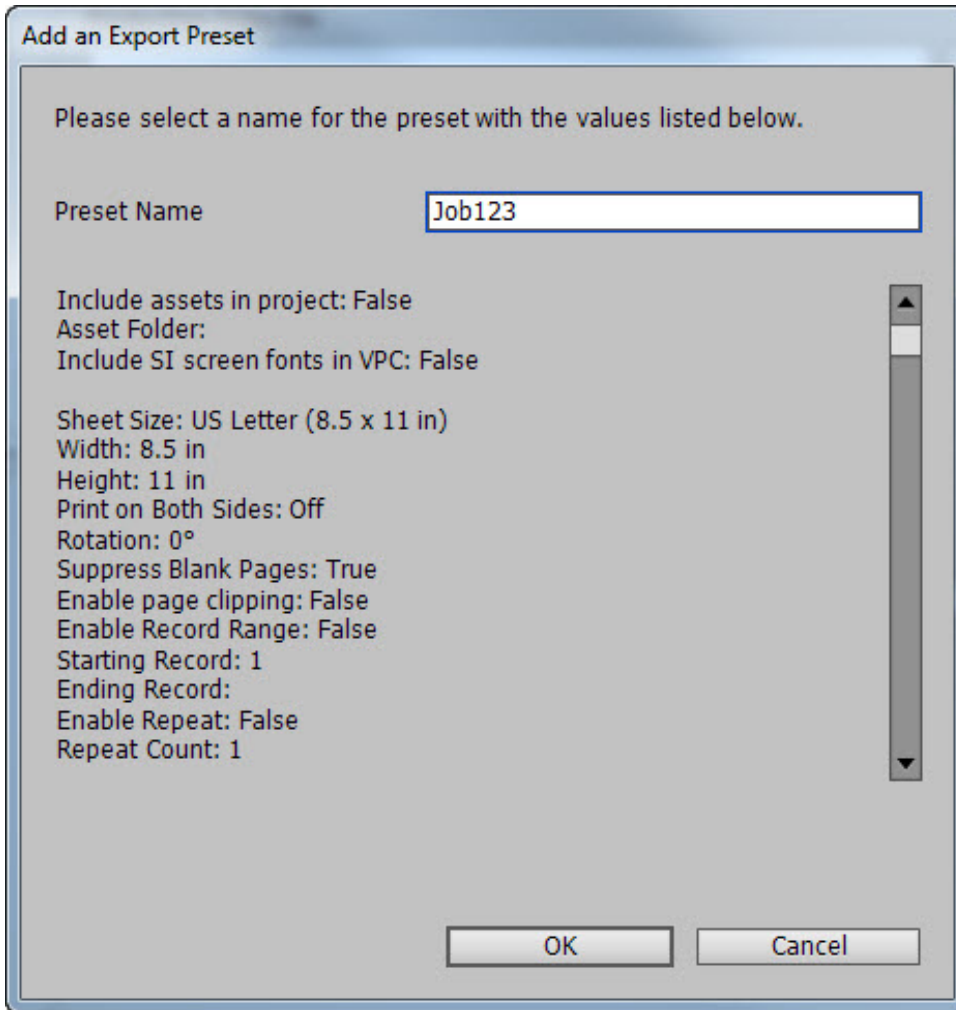 Add an Export Preset
Please select a name for the preset with the values listed below.
Preset Name
Job123
Include assets in project: False
Asset Folder:
Include SI screen fonts in VPC: False
Sheet Size: US Letter (8.5 x 11 in)
Width: 8.5 in
Height: 11 in
Print on Both Sides: Off
Rotation: 0°
Suppress Blank Pages: True
Enable page clipping: False
Enable Record Range: False
Starting Record: 1
Ending Record:
Enable Repeat: False
Repeat Count: 1
OK
Cancel